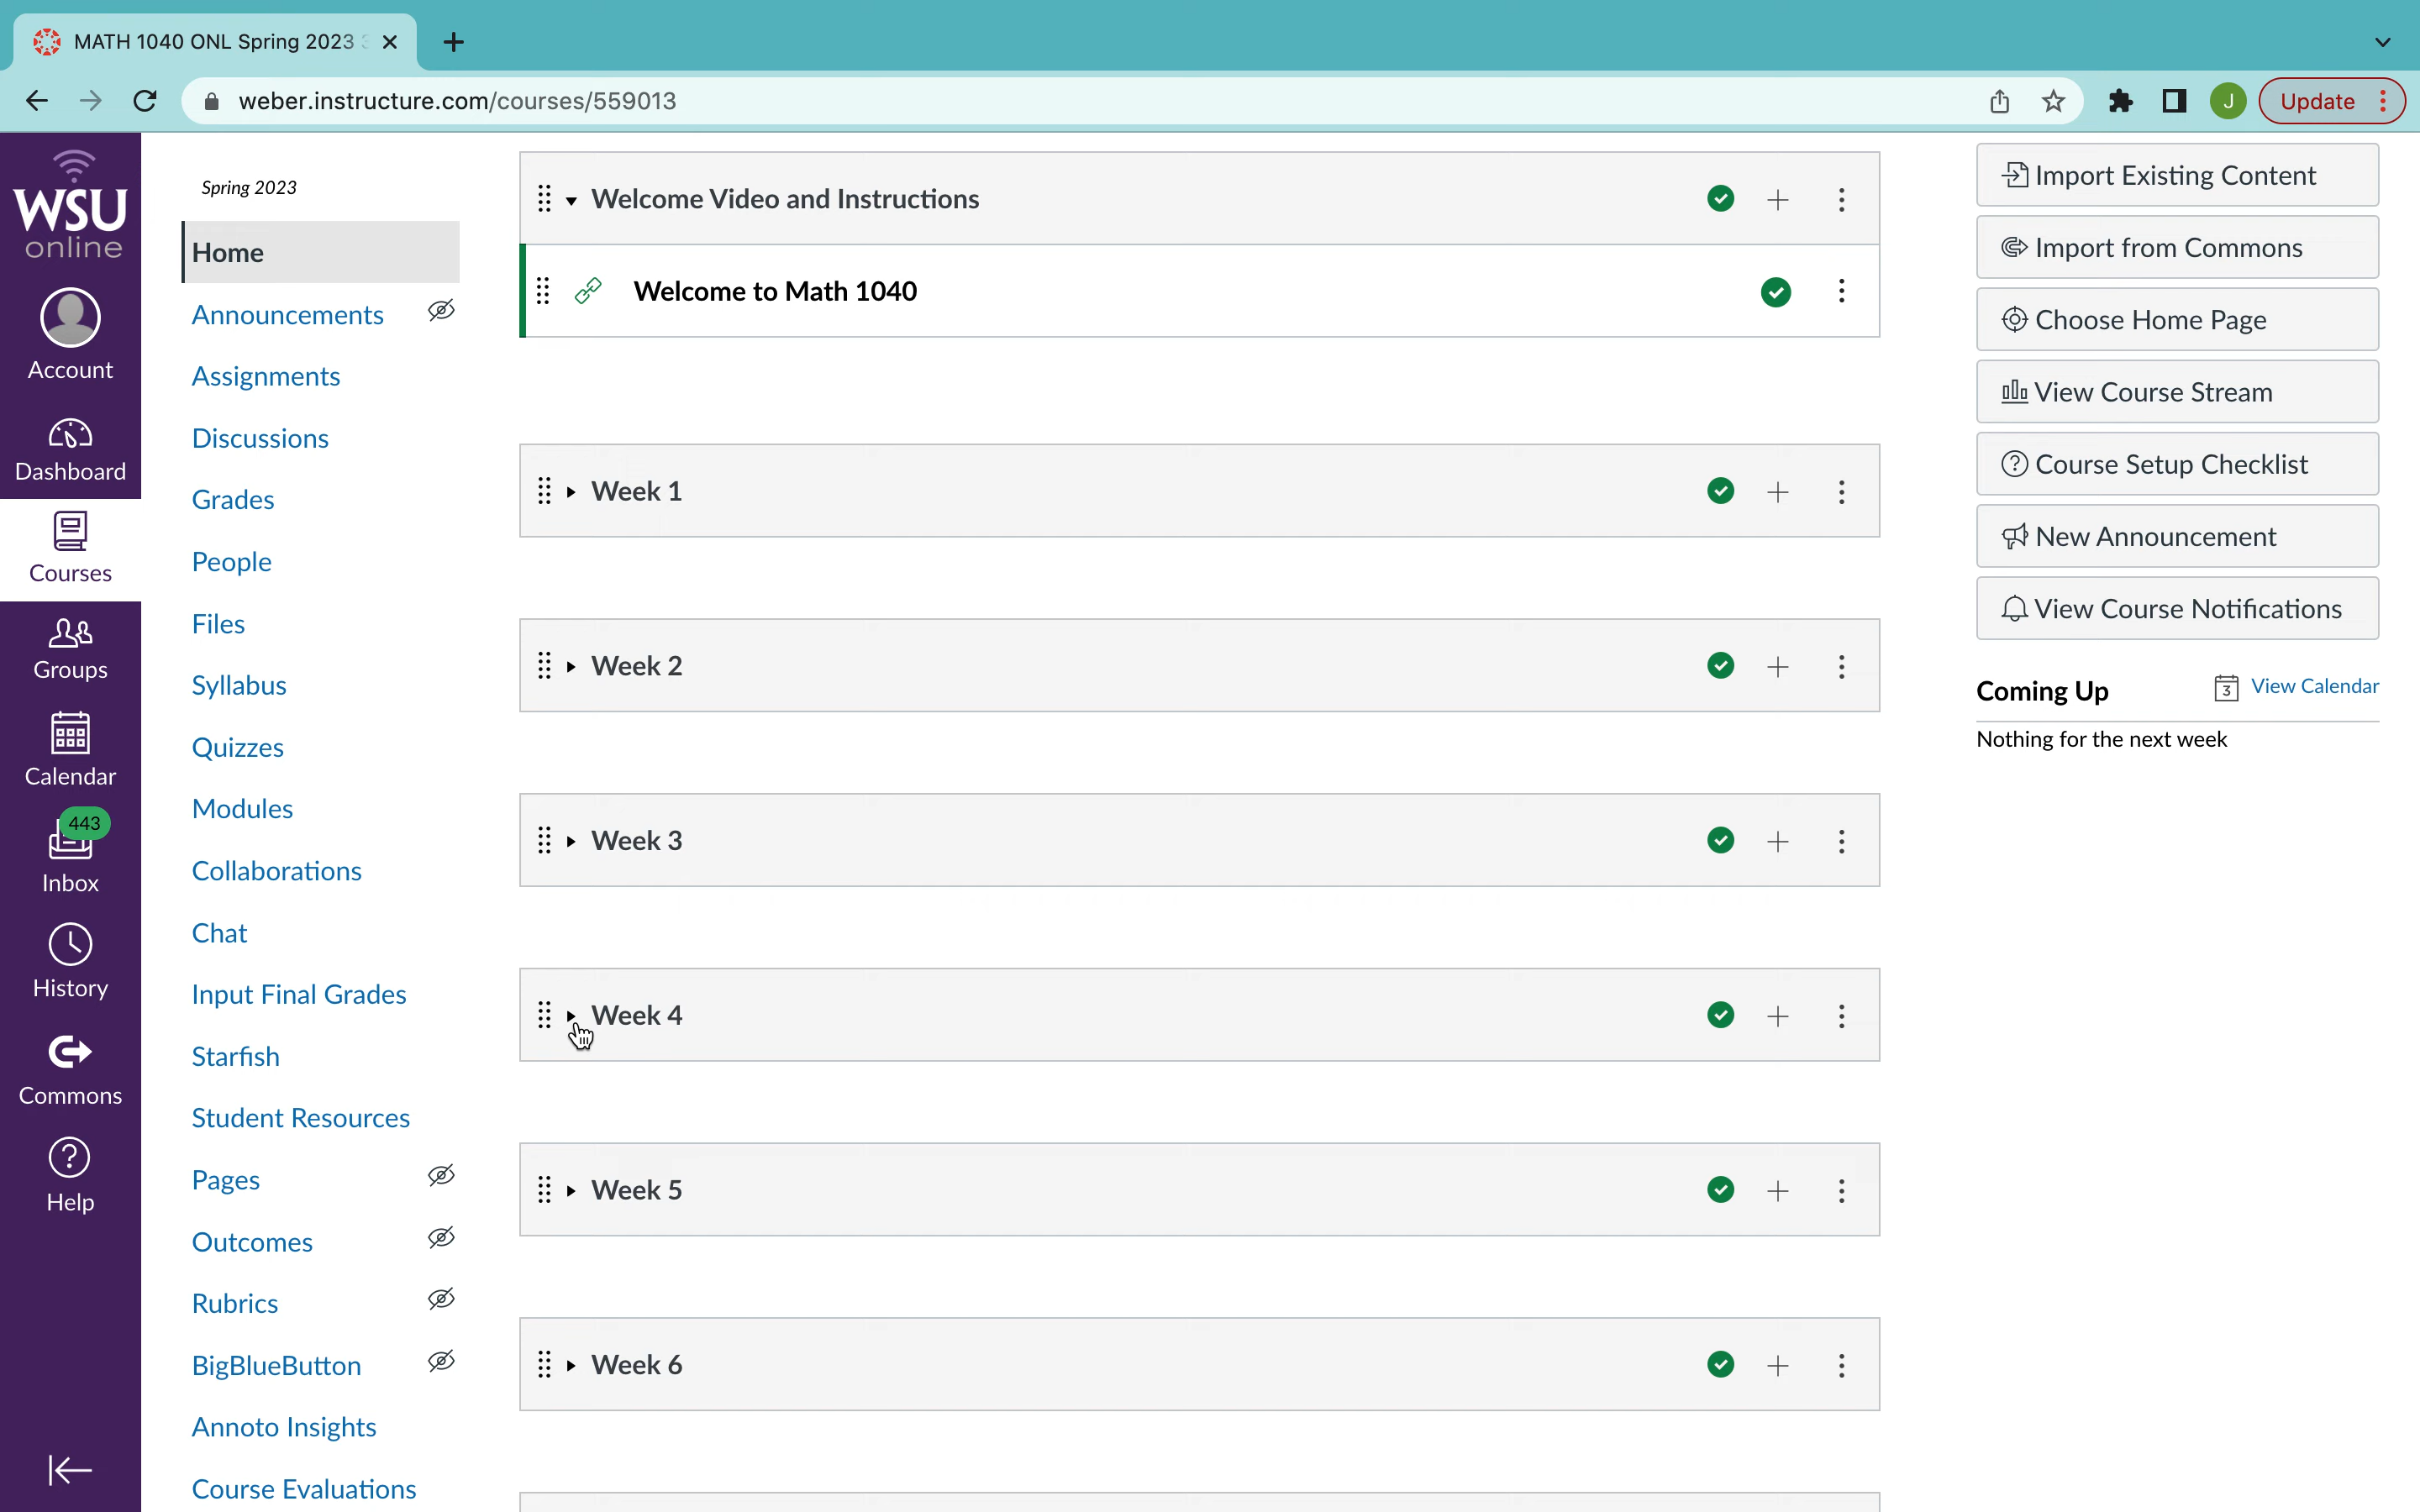 MATH 1040 ONL Spring 2023
weber.instructure.com/courses/559013
J
Update
WSU
online
Account
Dashboard
Courses
Groups
Calendar
443
Inbox
History
Commons
Help
Spring 2023
Home
Announcements
Assignments
Discussions
Grades
People
Files
Syllabus
Quizzes
Modules
Collaborations
Chat
Input Final Grades
Starfish
Student Resources
Pages
Outcomes
Rubrics
BigBlueButton
Annoto Insights
Course Evaluations
Welcome Video and Instructions
Welcome to Math 1040
Week 1
Week 2
Week 3
Week 4
Week 5
Week 6
Import Existing Content
Import from Commons
Choose Home Page
View Course Stream
Course Setup Checklist
New Announcement
View Course Notifications
Coming Up
3 View Calendar
Nothing for the next week